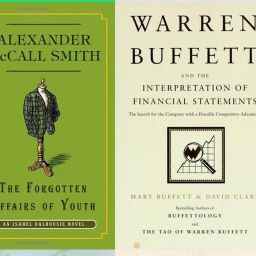 ALEXANDER
McCALL SMITH
THE FORGOTTEN
AFFAIRS OF YOUTH
AN ISABEL DALHOUSIE NOVEL
WARREN
BUFFETT
AND THE
INTERPRETATION OF
FINANCIAL STATEMENTS
The Search for the Company with a Durable Competitive Advanta
W
MARY BUFFETT & DAVID CLAR
Bestselling Authors of
BUFFETTOLOGY
and
THE TAO OF WARREN BUFFETT